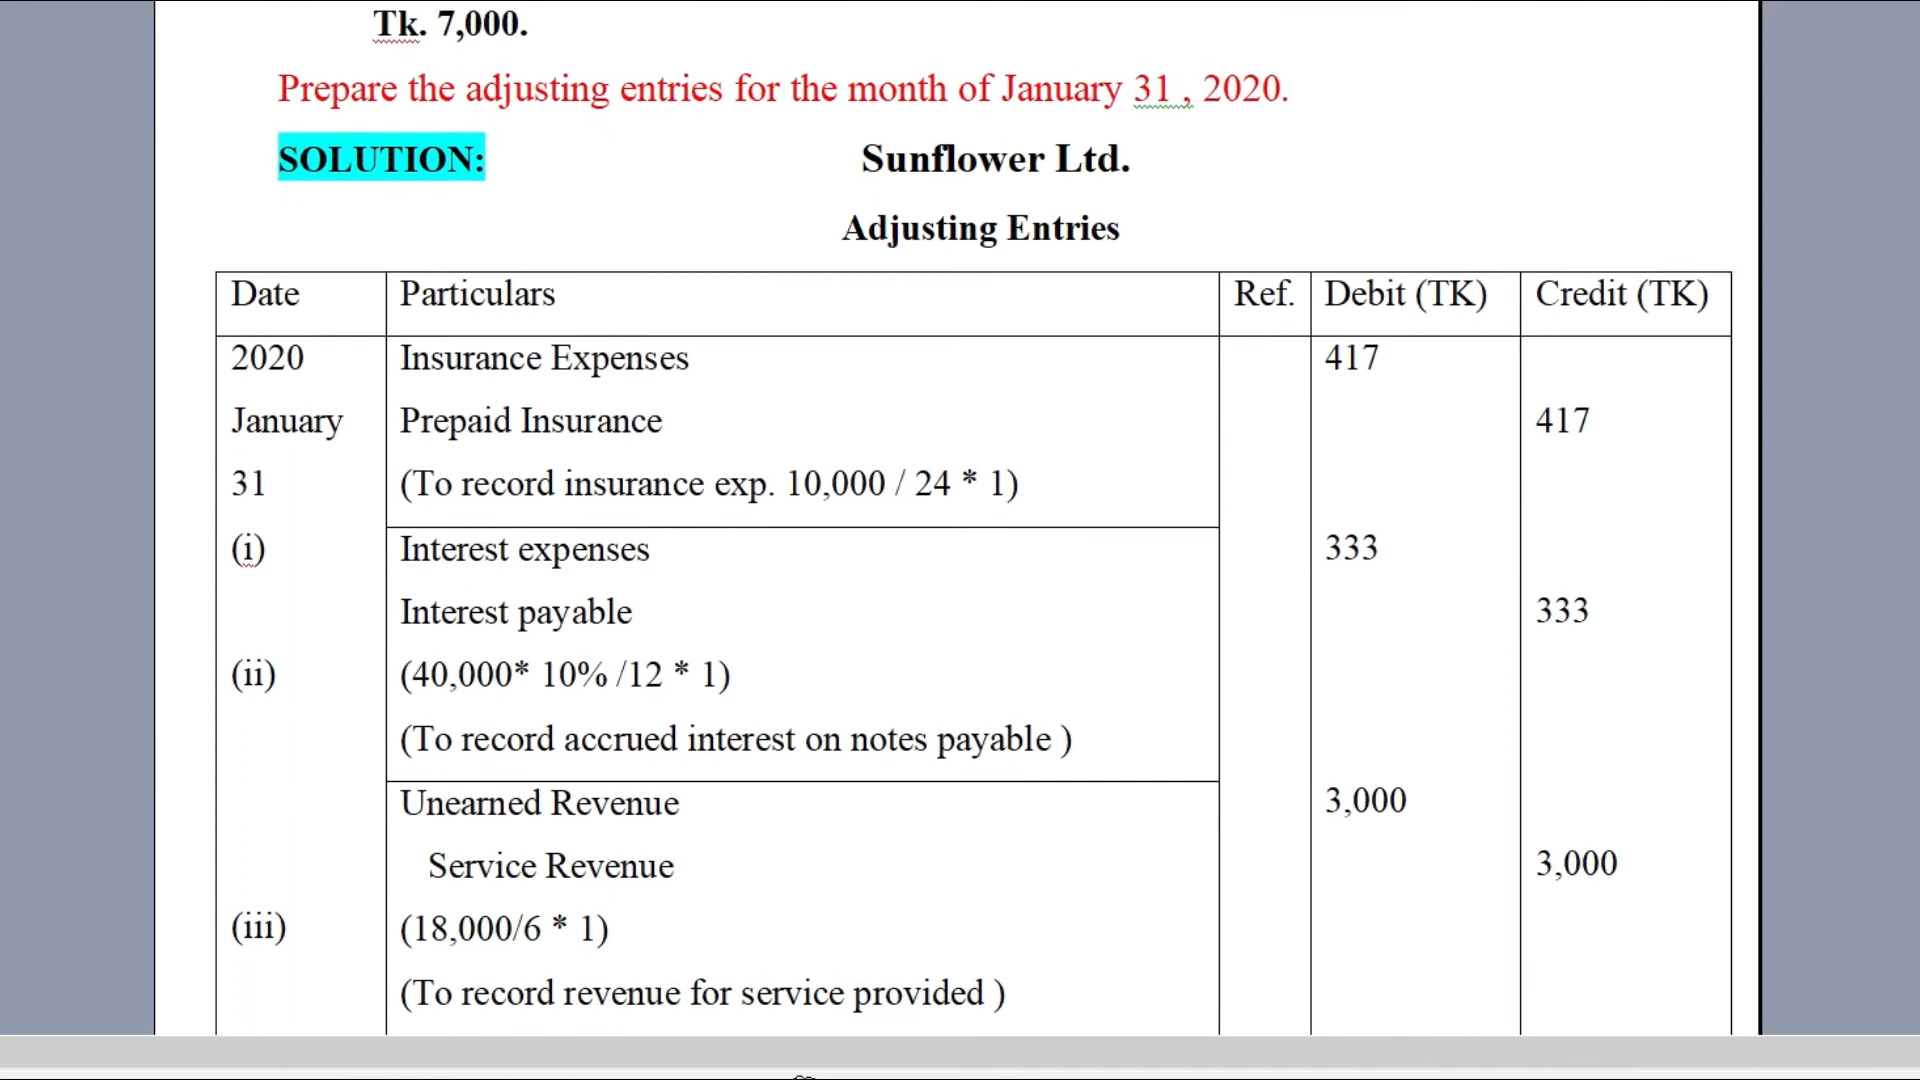 Tk. 7,000.
Prepare the adjusting entries for the month of January 31 , 2020.
SOLUTION: Sunflower Ltd.
Adjusting Entries
Date Particulars Ref. Debit (TK) Credit (TK)
2020 Insurance Expenses 417
January Prepaid Insurance 417
31 (To record insurance exp. 10,000 / 24 * 1)
(i) Interest expenses 333
Interest payable 333
(ii) (40,000* 10% /12 * 1)
(To record accrued interest on notes payable )
Unearned Revenue 3,000
Service Revenue 3,000
(iii) (18,000/6 * 1)
(To record revenue for service provided )